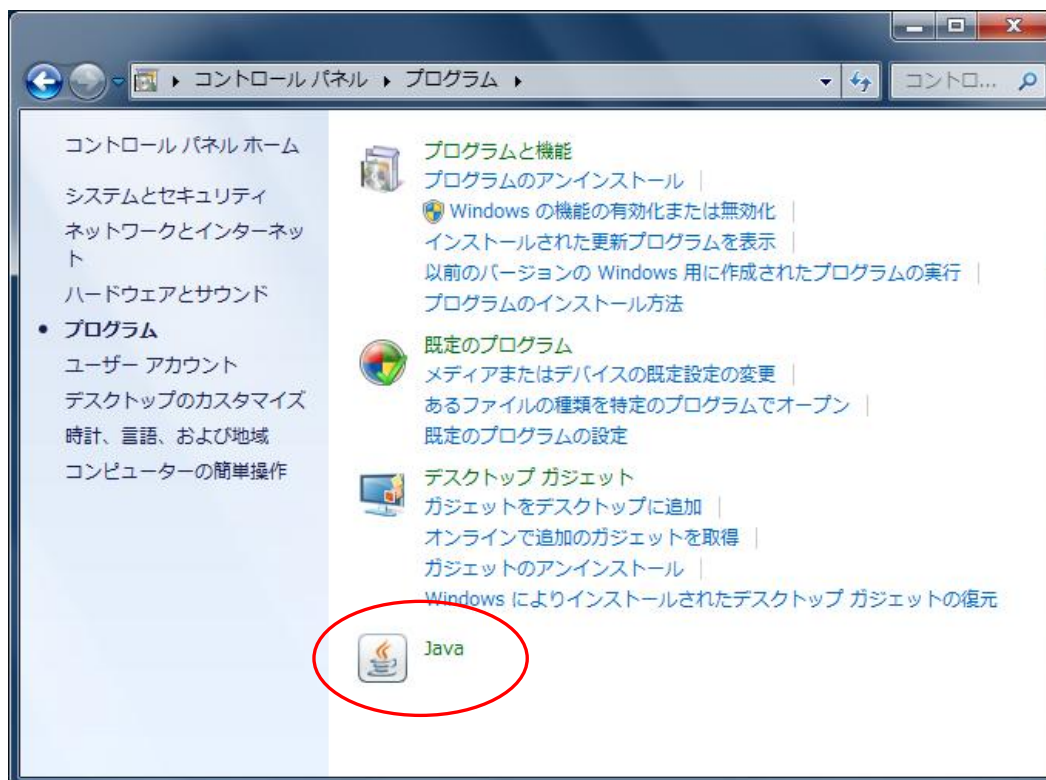 コントロール パネル ▸ プログラム ▸
コントロ...
コントロール パネル ホーム
システムとセキュリティ
ネットワークとインターネッ
ト
ハードウェアとサウンド
プログラム
ユーザー アカウント
デスクトップのカスタマイズ
時計、言語、および地域
コンピューターの簡単操作
プログラムと機能
プログラムのアンインストール
Windows の機能の有効化または無効化
インストールされた更新プログラムを表示
以前のバージョンの Windows 用に作成されたプログラムの実行
プログラムのインストール方法
既定のプログラム
メディアまたはデバイスの既定設定の変更
あるファイルの種類を特定のプログラムでオープン
既定のプログラムの設定
デスクトップ ガジェット
ガジェットをデスクトップに追加
オンラインで追加のガジェットを取得
ガジェットのアンインストール
Windows によりインストールされたデスクトップ ガジェットの復元
Java